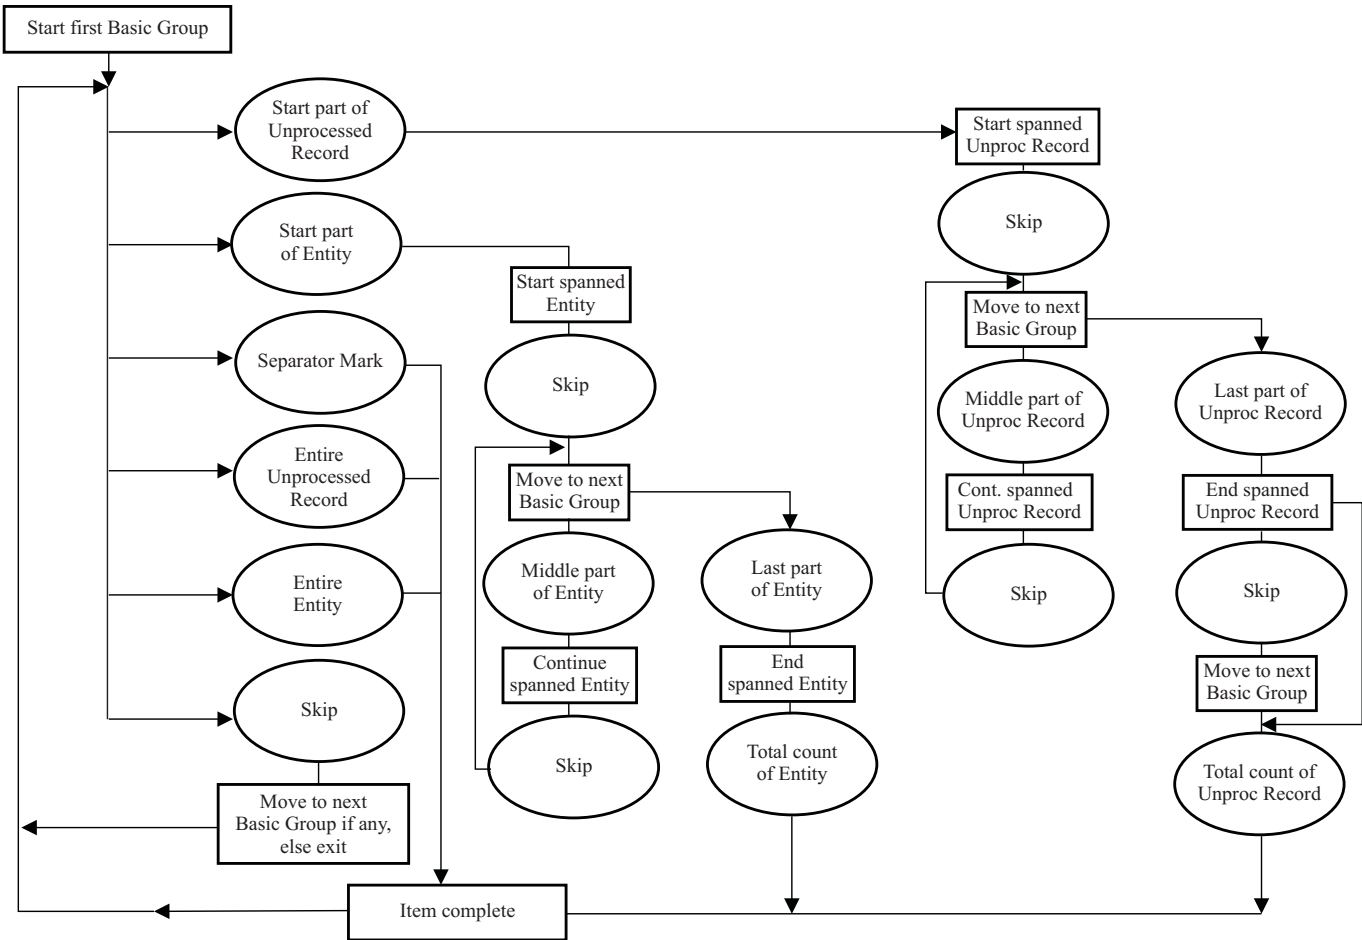 Start first Basic Group
Start part of
Unprocessed
Record
Start part
of Entity
Separator Mark
Entire
Unprocessed
Record
Entire
Entity
Skip
Move to next
Basic Group if any,
else exit
Item complete
Start spanned
Entity
Skip
Move to next
Basic Group
Middle part
of Entity
Continue
spanned Entity
Skip
Last part
of Entity
End
spanned Entity
Total count
of Entity
Start spanned
Unproc Record
Skip
Move to next
Basic Group
Middle part of
Unproc Record
Cont. spanned
Unproc Record
Skip
Last part of
Unproc Record
End spanned
Unproc Record
Skip
Move to next
Basic Group
Total count of
Unproc Record